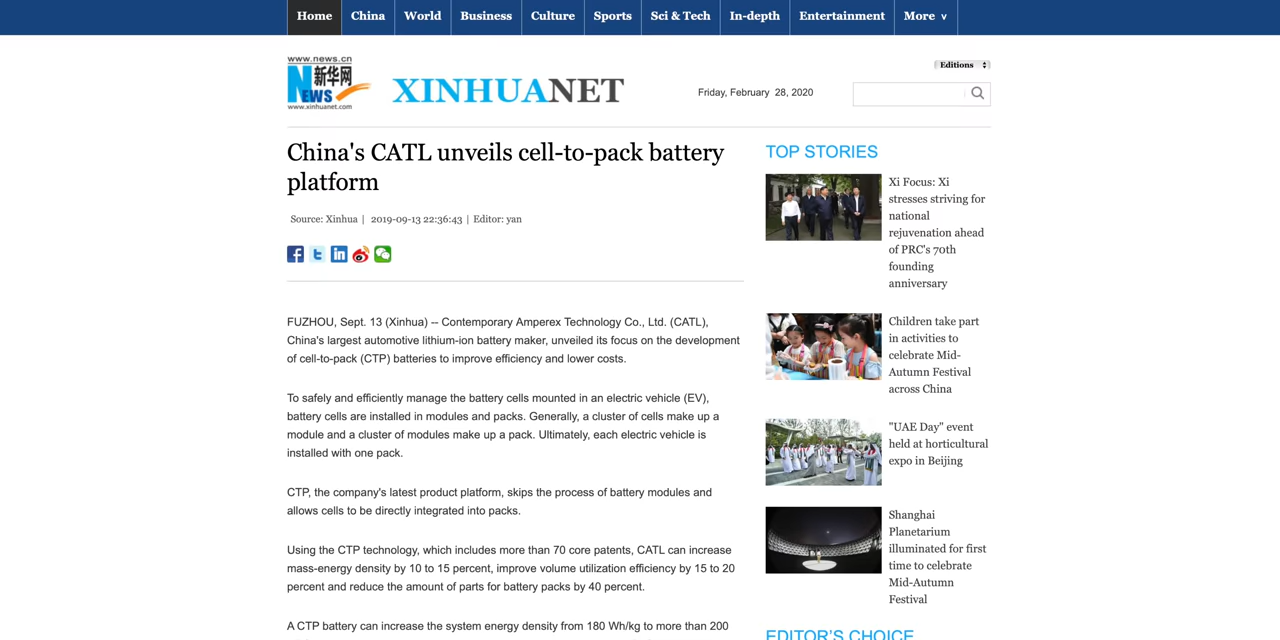 Home China World Business Culture Sports Sci & Tech In-depth Entertainment More v
www.news.cn
新华网
NEWS
www.xinhuanet.com
XINHUANET
Friday, February 28, 2020
Editions
China's CATL unveils cell-to-pack battery
platform
Source: Xinhua | 2019-09-13 22:36:43 | Editor: yan
FUZHOU, Sept. 13 (Xinhua) -- Contemporary Amperex Technology Co., Ltd. (CATL),
China's largest automotive lithium-ion battery maker, unveiled its focus on the development
of cell-to-pack (CTP) batteries to improve efficiency and lower costs.
To safely and efficiently manage the battery cells mounted in an electric vehicle (EV),
battery cells are installed in modules and packs. Generally, a cluster of cells make up a
module and a cluster of modules make up a pack. Ultimately, each electric vehicle is
installed with one pack.
CTP, the company's latest product platform, skips the process of battery modules and
allows cells to be directly integrated into packs.
Using the CTP technology, which includes more than 70 core patents, CATL can increase
mass-energy density by 10 to 15 percent, improve volume utilization efficiency by 15 to 20
percent and reduce the amount of parts for battery packs by 40 percent.
A CTP battery can increase the system energy density from 180 Wh/kg to more than 200
TOP STORIES
Xi Focus: Xi
stresses striving for
national
rejuvenation ahead
of PRC's 70th
founding
anniversary
Children take part
in activities to
celebrate Mid-
Autumn Festival
across China
"UAE Day" event
held at horticultural
expo in Beijing
Shanghai
Planetarium
illuminated for first
time to celebrate
Mid-Autumn
Festival
EDITOR'S CHOICE